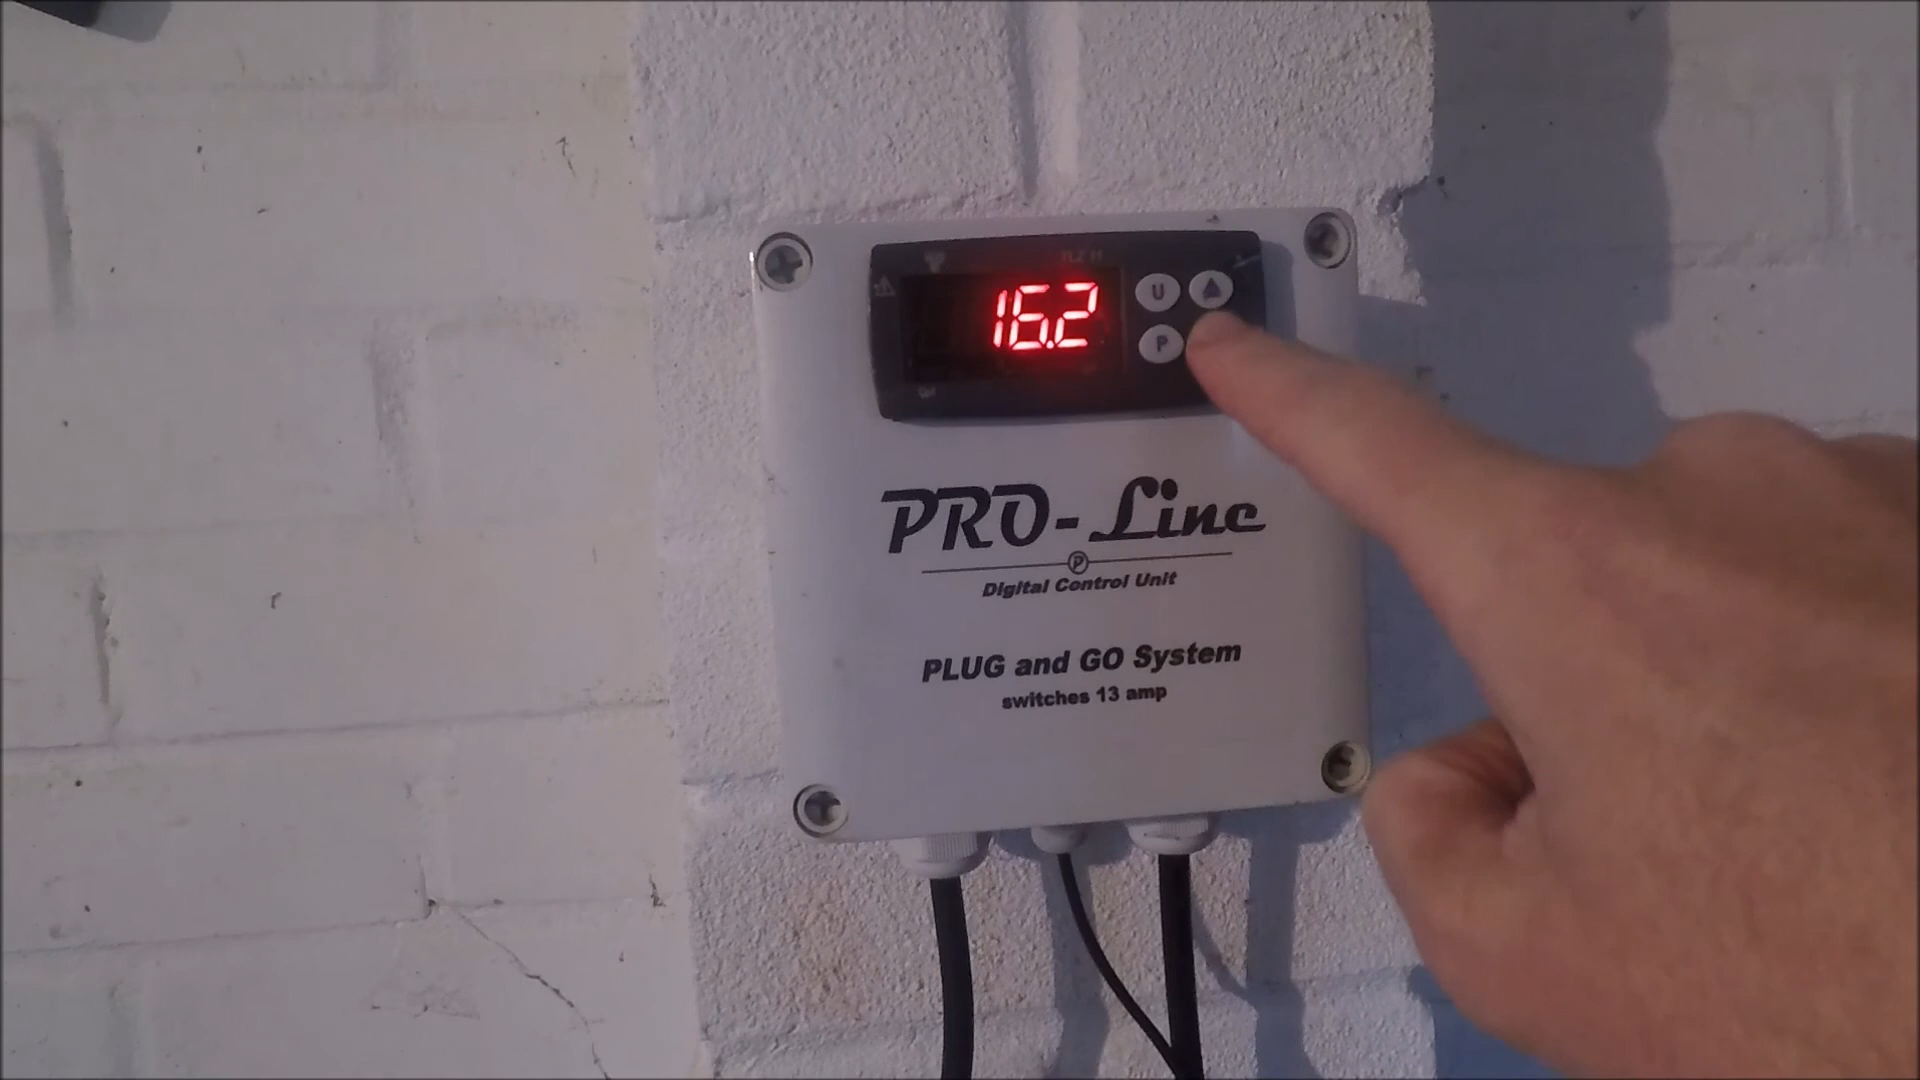 16.2
U
P
PRO-Line
P
Digital Control Unit
PLUG and GO System
switches 13 amp